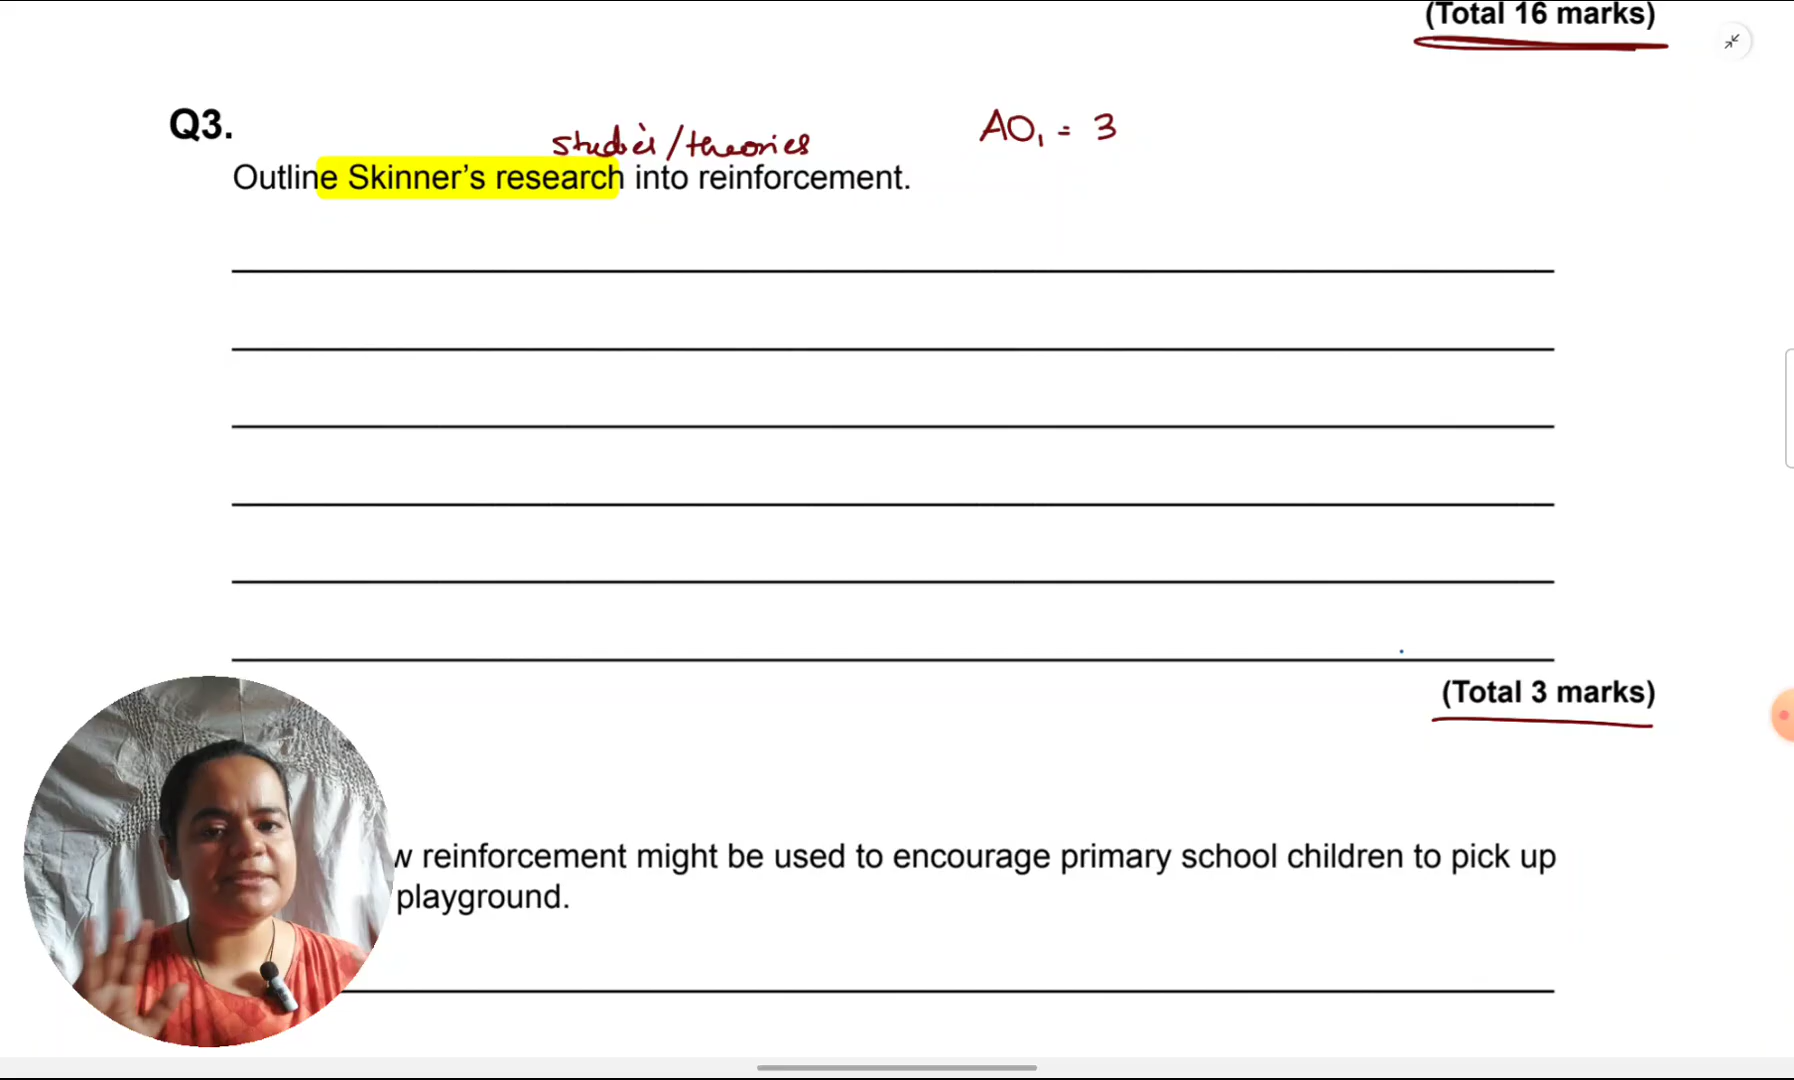 (Total 16 marks)
Q3.
studies/theories
AO1 = 3
Outline Skinner's research into reinforcement.
(Total 3 marks)
w reinforcement might be used to encourage primary school children to pick up
playground.